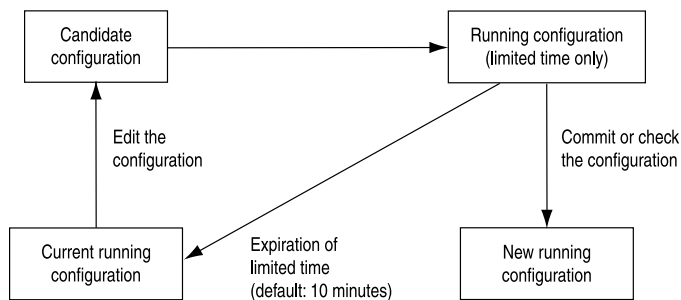 Candidate
configuration
Running configuration
(limited time only)
Edit the
configuration
Commit or check
the configuration
Current running
configuration
Expiration of
limited time
(default: 10 minutes)
New running
configuration